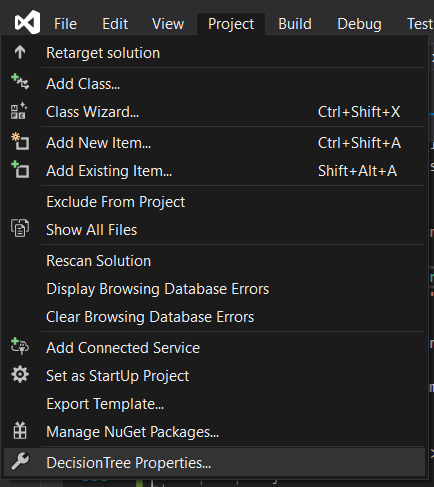 File Edit View Project Build Debug Test
Retarget solution
Add Class...
Class Wizard... Ctrl+Shift+X
Add New Item... Ctrl+Shift+A
Add Existing Item... Shift+Alt+A
Exclude From Project
Show All Files
Rescan Solution
Display Browsing Database Errors
Clear Browsing Database Errors
Add Connected Service
Set as StartUp Project
Export Template...
Manage NuGet Packages...
DecisionTree Properties...